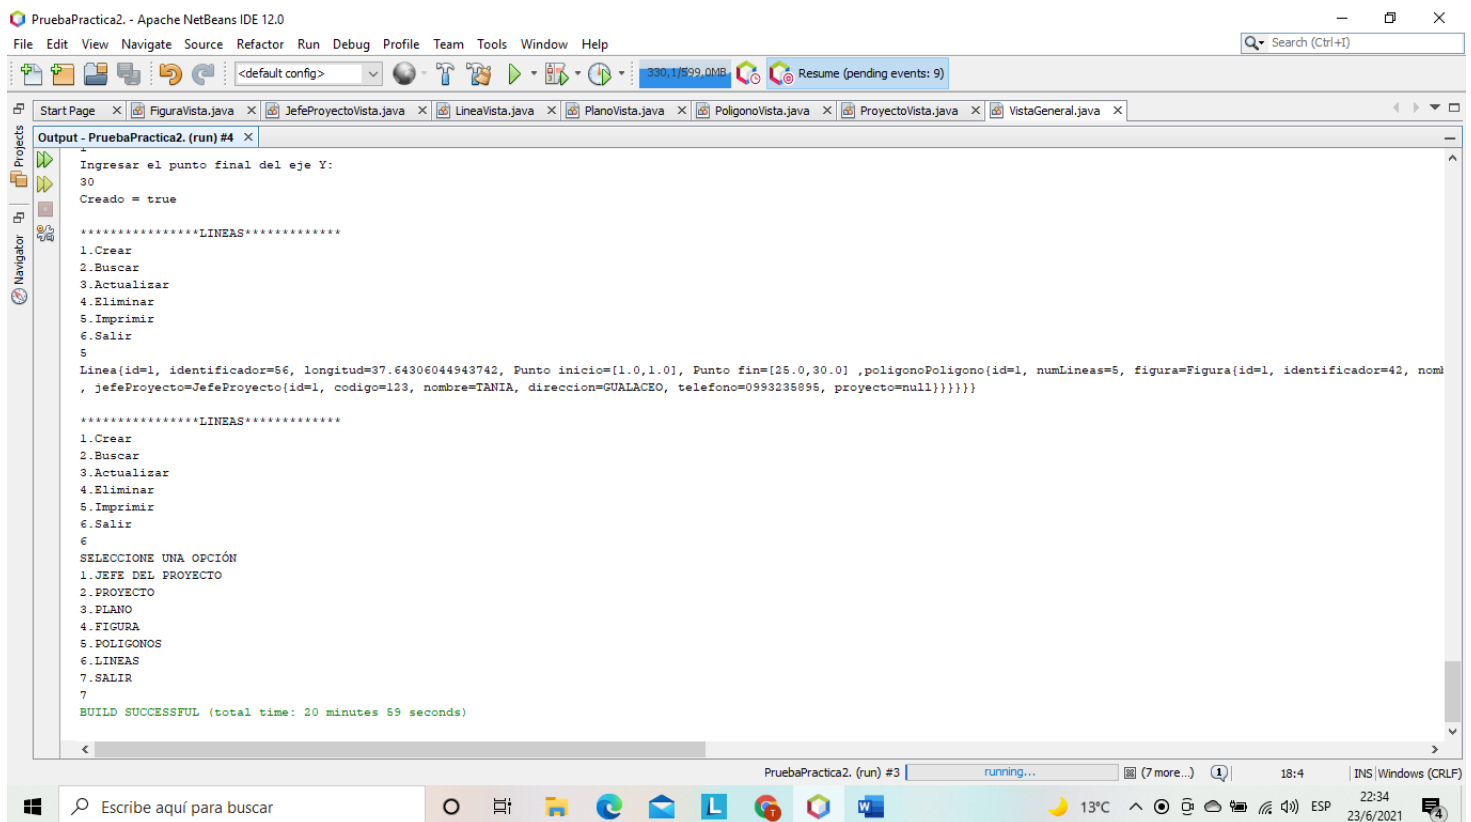 PruebaPractica2. - Apache NetBeans IDE 12.0
File Edit View Navigate Source Refactor Run Debug Profile Team Tools Window Help
Search (Ctrl+I)
<default config>
330,1/599,0MB
Resume (pending events: 9)
Start Page
FiguraVista.java
JefeProyectoVista.java
LineaVista.java
PlanoVista.java
PoligonoVista.java
ProyectoVista.java
VistaGeneral.java
Projects
Navigator
Output - PruebaPractica2. (run) #4
Ingresar el punto final del eje Y:
30
Creado = true
****************LINEAS*************
1.Crear
2.Buscar
3.Actualizar
4.Eliminar
5.Imprimir
6.Salir
5
Linea{id=1, identificador=56, longitud=37.64306044943742, Punto inicio=[1.0,1.0], Punto fin=[25.0,30.0] ,poligonoPoligono{id=1, numLineas=5, figura=Figura{id=1, identificador=42, nom
, jefeProyecto=JefeProyecto{id=1, codigo=123, nombre=TANIA, direccion=GUALACEO, telefono=0993235895, proyecto=null}}}}}}
****************LINEAS*************
1.Crear
2.Buscar
3.Actualizar
4.Eliminar
5.Imprimir
6.Salir
6
SELECCIONE UNA OPCIÓN
1.JEFE DEL PROYECTO
2.PROYECTO
3.PLANO
4.FIGURA
5.POLIGONOS
6.LINEAS
7.SALIR
7
BUILD SUCCESSFUL (total time: 20 minutes 59 seconds)
PruebaPractica2. (run) #3
running...
(7 more...)
1
18:4
INS
Windows (CRLF)
Escribe aquí para buscar
13°C
ESP
22:34
23/6/2021
4